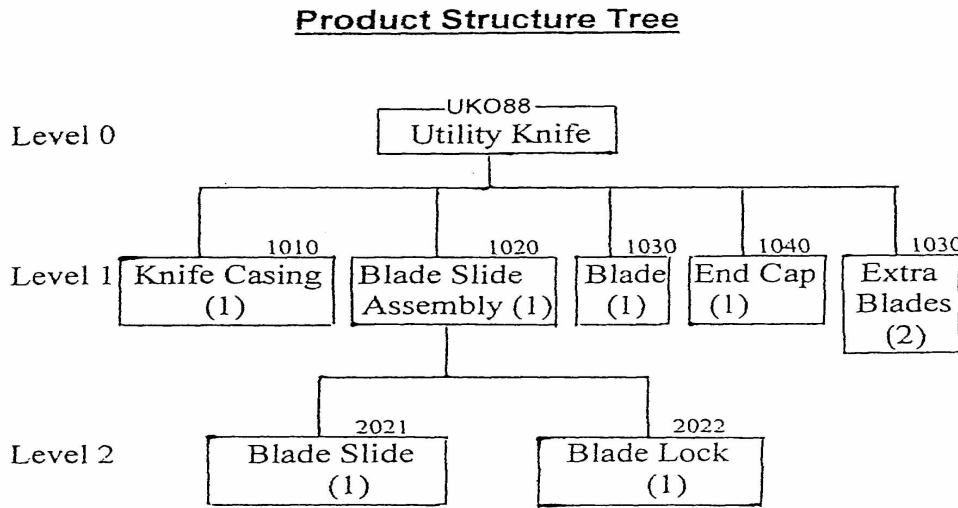 Product Structure Tree
UKO88
Level 0
Utility Knife
1010
1020
1030
1040
1030
Level 1
Knife Casing
(1)
Blade Slide
Assembly (1)
Blade
(1)
End Cap
(1)
Extra
Blades
(2)
2021
2022
Level 2
Blade Slide
(1)
Blade Lock
(1)